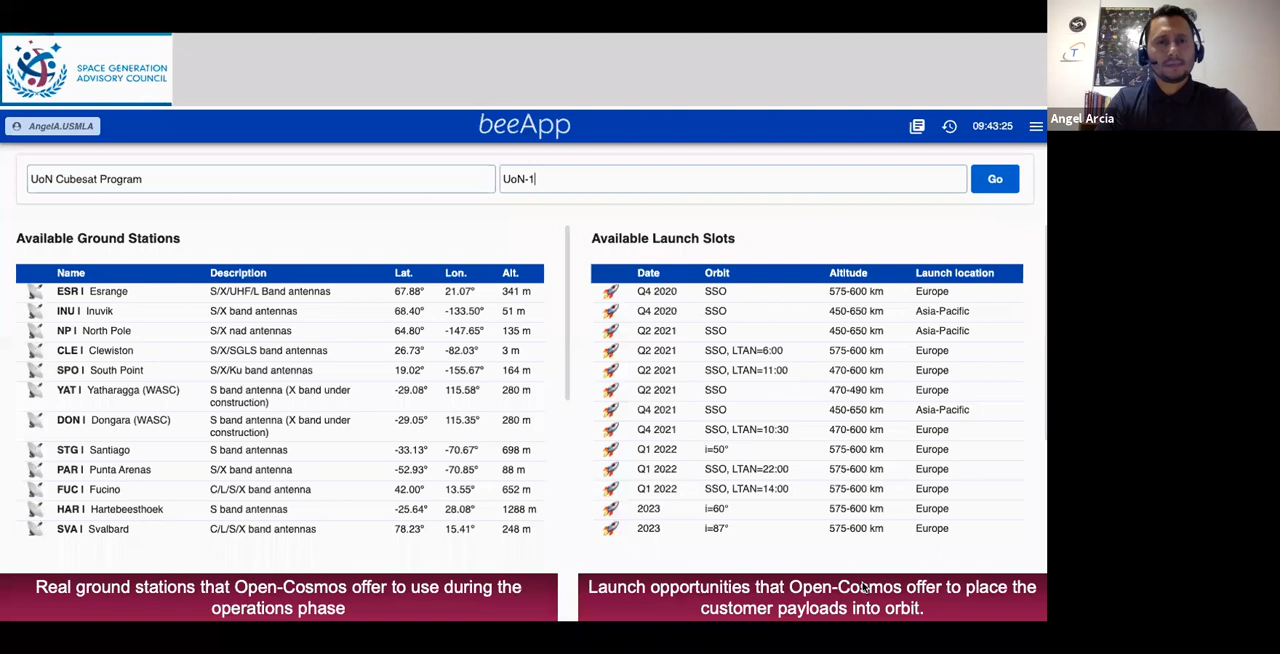 SPACE GENERATION
ADVISORY COUNCIL
Angel Arcia
AngelA.USMLA
beeApp
09:43:25
UoN Cubesat Program
UoN-1
Go
Available Ground Stations
Name Description Lat. Lon. Alt.
ESR I Esrange S/X/UHF/L Band antennas 67.88° 21.07° 341 m
INU I Inuvik S/X band antennas 68.40° -133.50° 51 m
NP I North Pole S/X nad antennas 64.80° -147.65° 135 m
CLE I Clewiston S/X/SGLS band antennas 26.73° -82.03° 3 m
SPO I South Point S/X/Ku band antennas 19.02° -155.67° 164 m
YAT I Yatharagga (WASC) S band antenna (X band under -29.08° 115.58° 280 m
construction)
DON I Dongara (WASC) S band antenna (X band under -29.05° 115.35° 280 m
construction)
STG I Santiago S band antennas -33.13° -70.67° 698 m
PAR I Punta Arenas S/X band antenna -52.93° -70.85° 88 m
FUC I Fucino C/L/S/X band antenna 42.00° 13.55° 652 m
HAR I Hartebeesthoek S band antennas -25.64° 28.08° 1288 m
SVA I Svalbard C/L/S/X band antennas 78.23° 15.41° 248 m
Available Launch Slots
Date Orbit Altitude Launch location
Q4 2020 SSO 575-600 km Europe
Q4 2020 SSO 450-650 km Asia-Pacific
Q2 2021 SSO 450-650 km Europe
Q2 2021 SSO, LTAN=6:00 575-600 km Europe
Q2 2021 SSO, LTAN=11:00 470-600 km Europe
Q2 2021 SSO 470-490 km Europe
Q4 2021 SSO 450-650 km Asia-Pacific
Q4 2021 SSO, LTAN=10:30 470-600 km Europe
Q1 2022 i=50° 575-600 km Europe
Q1 2022 SSO, LTAN=22:00 575-600 km Europe
Q1 2022 SSO, LTAN=14:00 575-600 km Europe
2023 i=60° 575-600 km Europe
2023 i=87° 575-600 km Europe
Real ground stations that Open-Cosmos offer to use during the
operations phase
Launch opportunities that Open-Cosmos offer to place the
customer payloads into orbit.